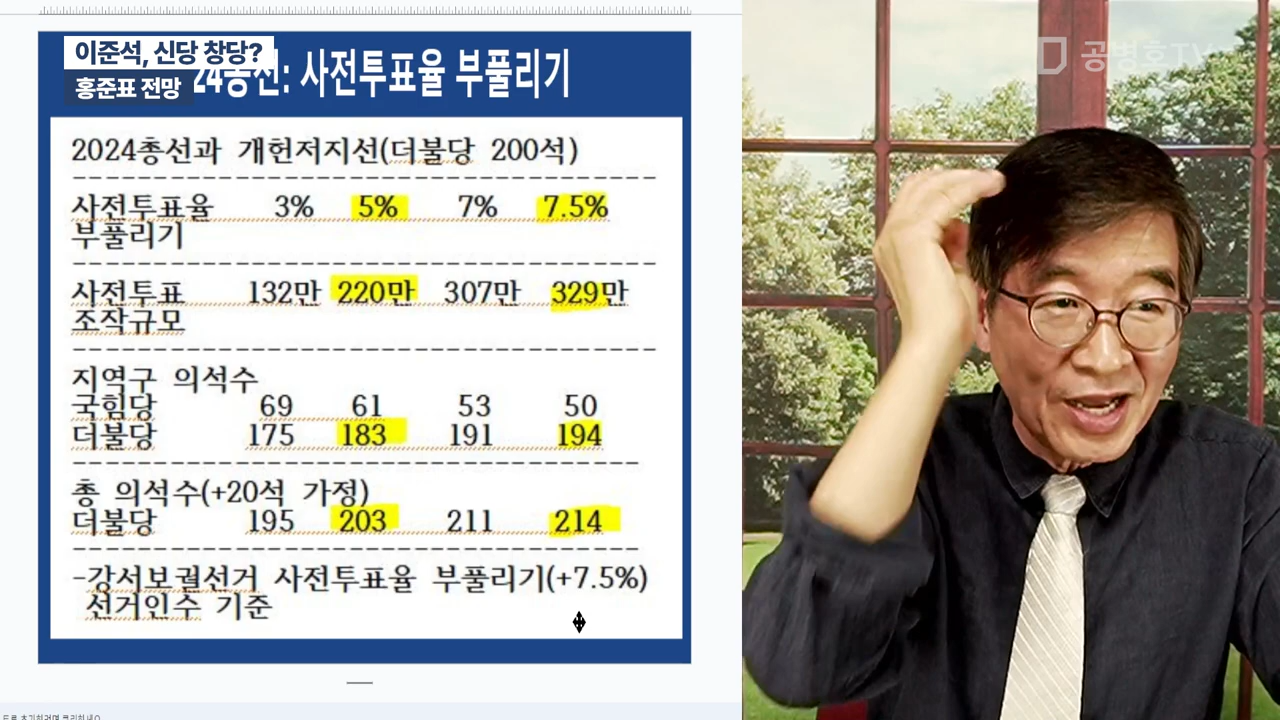 이준석, 신당 창당?
홍준표 전망
24총선: 사전투표율 부풀리기
공병호TV
2024총선과 개헌저지선(더불당 200석)
사전투표율 3% 5% 7% 7.5%
부풀리기
사전투표 132만 220만 307만 329만
조작규모
지역구 의석수
국힘당 69 61 53 50
더불당 175 183 191 194
총 의석수(+20석 가정)
더불당 195 203 211 214
-강서보궐선거 사전투표율 부풀리기(+7.5%)
선거인수 기준